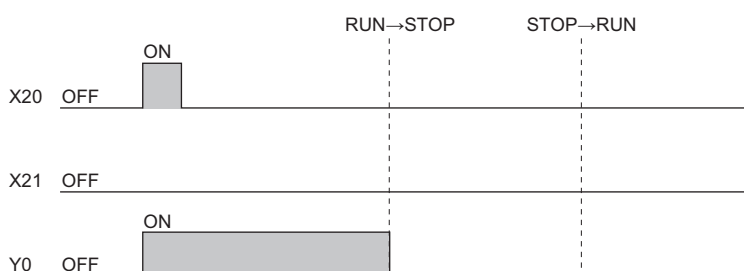 RUN→STOP STOP→RUN
ON
X20 OFF
X21 OFF
ON
Y0 OFF